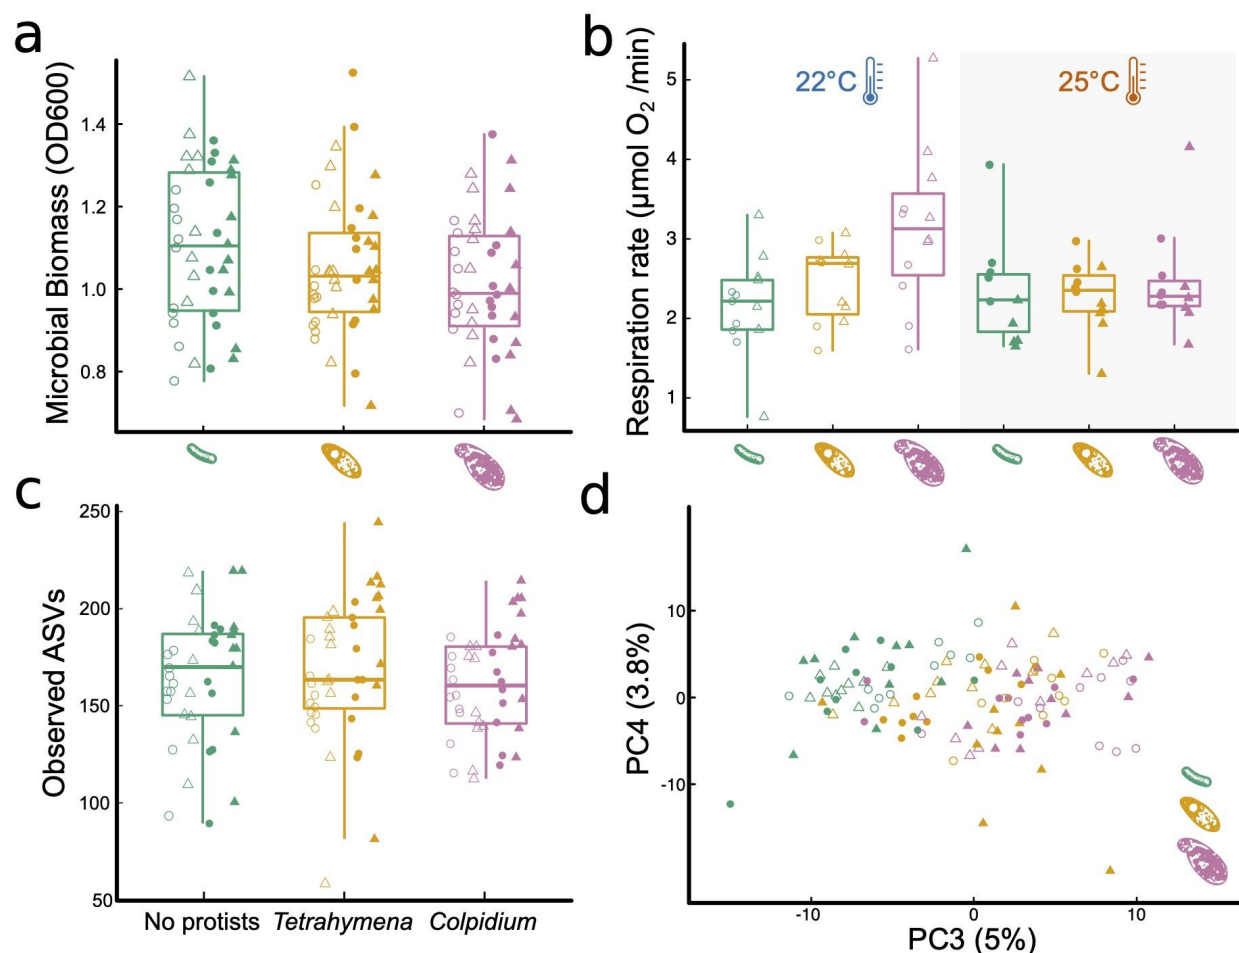 a
Microbial Biomass (OD600)
1.4
1.2
1.0
0.8
b
Respiration rate (µmol O₂ /min)
5
4
3
2
1
22°C
25°C
c
Observed ASVs
250
200
150
100
50
No protists
Tetrahymena
Colpidium
d
PC4 (3.8%)
10
0
-10
-10
0
10
PC3 (5%)